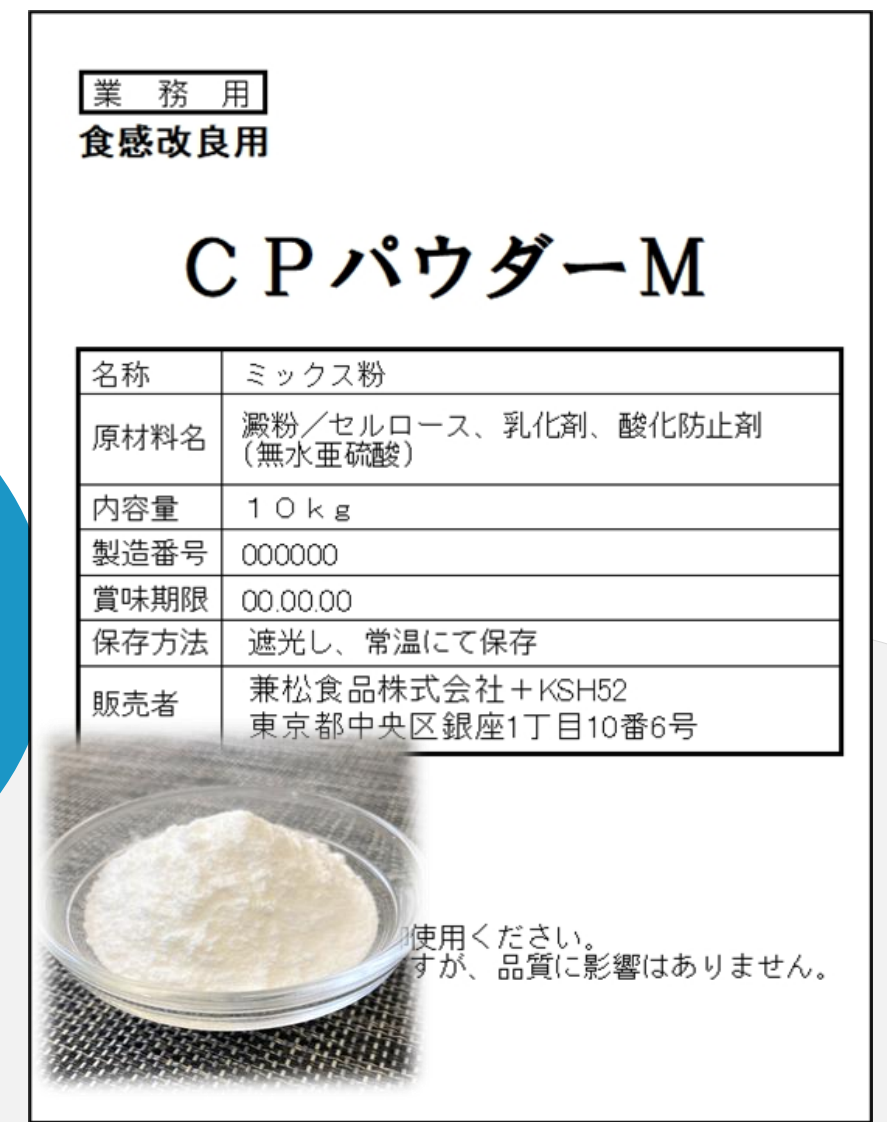 業 務 用
食感改良用
CPパウダーM
名称 ミックス粉
原材料名 澱粉/セルロース、乳化剤、酸化防止剤
(無水亜硫酸)
内容量 10kg
製造番号 000000
賞味期限 00.00.00
保存方法 遮光し、常温にて保存
販売者 兼松食品株式会社+KSH52
東京都中央区銀座1丁目10番6号
使用ください。
すが、品質に影響はありません。